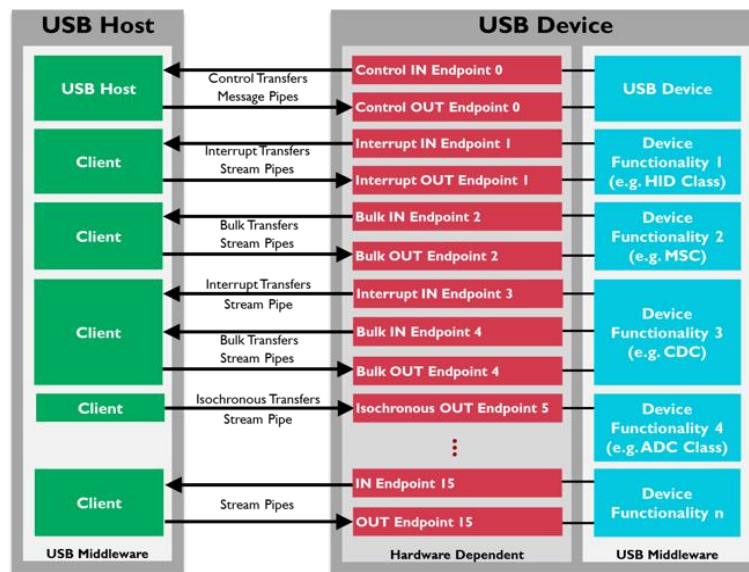 USB Host
USB Device
USB Host
Control Transfers
Message Pipes
Control IN Endpoint 0
Control OUT Endpoint 0
USB Device
Client
Interrupt Transfers
Stream Pipes
Interrupt IN Endpoint 1
Interrupt OUT Endpoint 1
Device
Functionality 1
(e.g. HID Class)
Client
Bulk Transfers
Stream Pipes
Bulk IN Endpoint 2
Bulk OUT Endpoint 2
Device
Functionality 2
(e.g. MSC)
Client
Interrupt Transfers
Stream Pipe
Bulk Transfers
Stream Pipes
Interrupt IN Endpoint 3
Bulk IN Endpoint 4
Bulk OUT Endpoint 4
Device
Functionality 3
(e.g. CDC)
Client
Isochronous Transfers
Stream Pipe
Isochronous OUT Endpoint 5
Device
Functionality 4
(e.g. ADC Class)
Client
Stream Pipes
IN Endpoint 15
OUT Endpoint 15
Device
Functionality n
USB Middleware
Hardware Dependent
USB Middleware